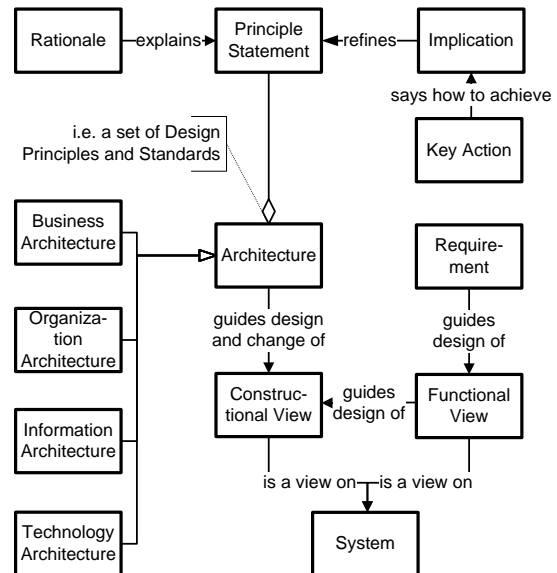 Rationale
explains
Principle
Statement
refines
Implication
says how to achieve
Key Action
i.e. a set of Design
Principles and Standards
Business
Architecture
Organiza-
tion
Architecture
Information
Architecture
Technology
Architecture
Architecture
Require-
ment
guides design
and change of
guides
design of
Construc-
tional View
guides
design of
Functional
View
is a view on
is a view on
System